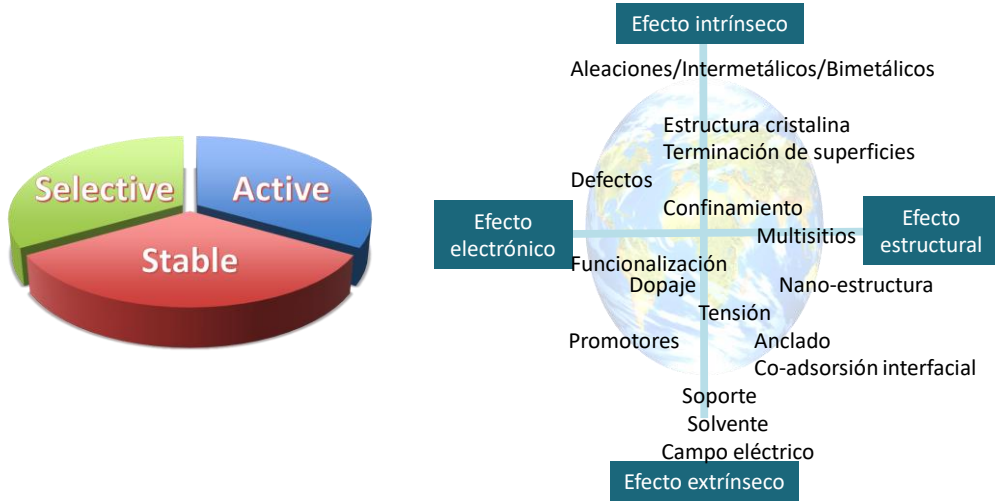 Selective
Active
Stable
Efecto intrínseco
Aleaciones/Intermetálicos/Bimetálicos
Estructura cristalina
Terminación de superficies
Defectos
Confinamiento
Efecto
electrónico
Efecto
estructural
Multisitios
Funcionalización
Dopaje
Nano-estructura
Tensión
Promotores
Anclado
Co-adsorsión interfacial
Soporte
Solvente
Campo eléctrico
Efecto extrínseco